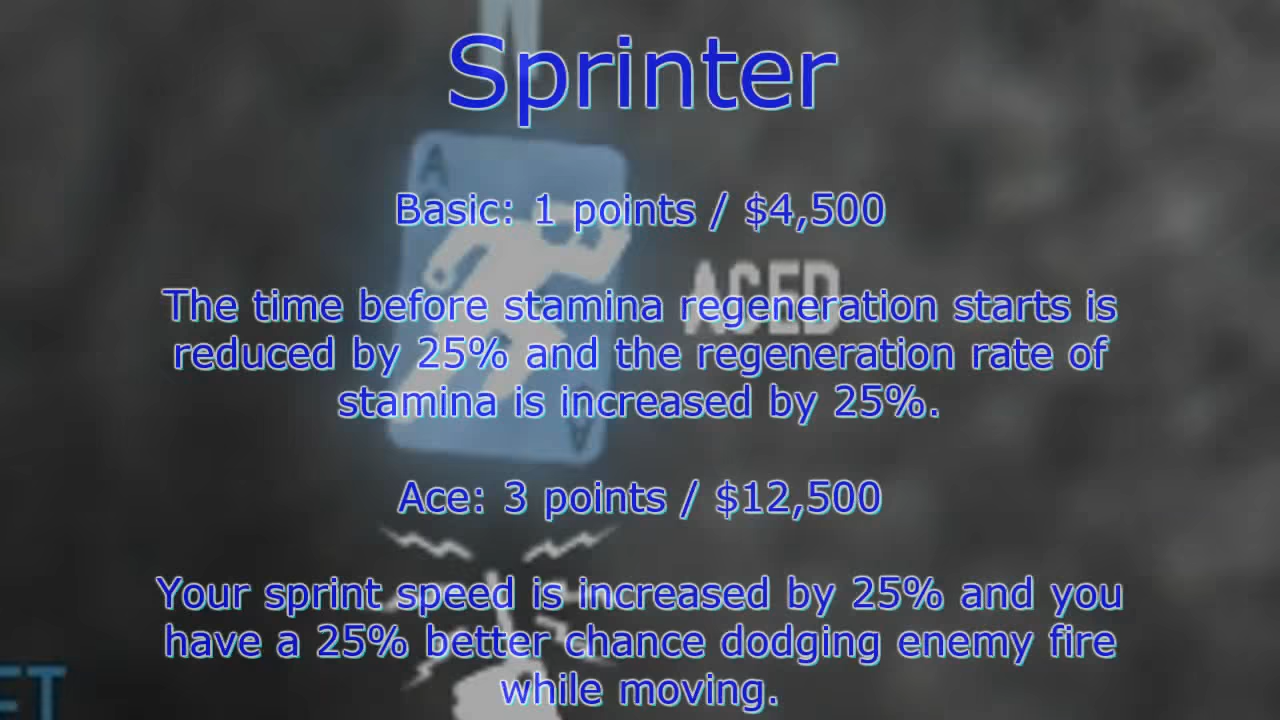 Sprinter
A
Basic: 1 points / $4,500
ACED
The time before stamina regeneration starts is
reduced by 25% and the regeneration rate of
stamina is increased by 25%.
A
Ace: 3 points / $12,500
Your sprint speed is increased by 25% and you
have a 25% better chance dodging enemy fire
while moving.
ET